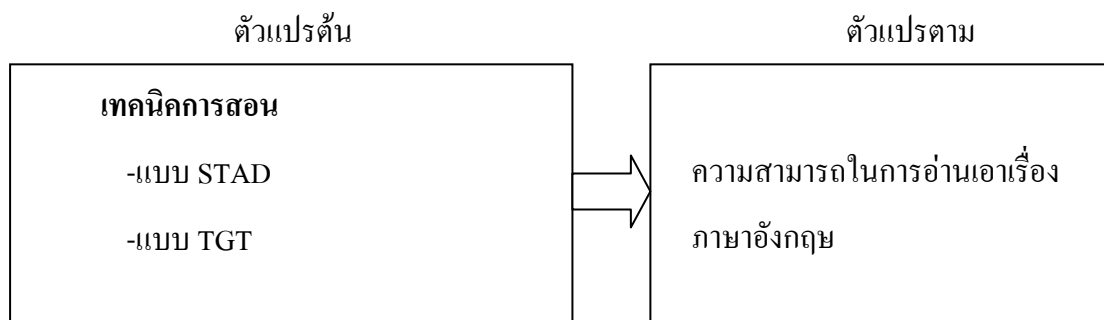 ตัวแปรต้น
ตัวแปรตาม
เทคนิคการสอน
-แบบ STAD
-แบบ TGT
ความสามารถในการอ่านเอาเรื่อง
ภาษาอังกฤษ